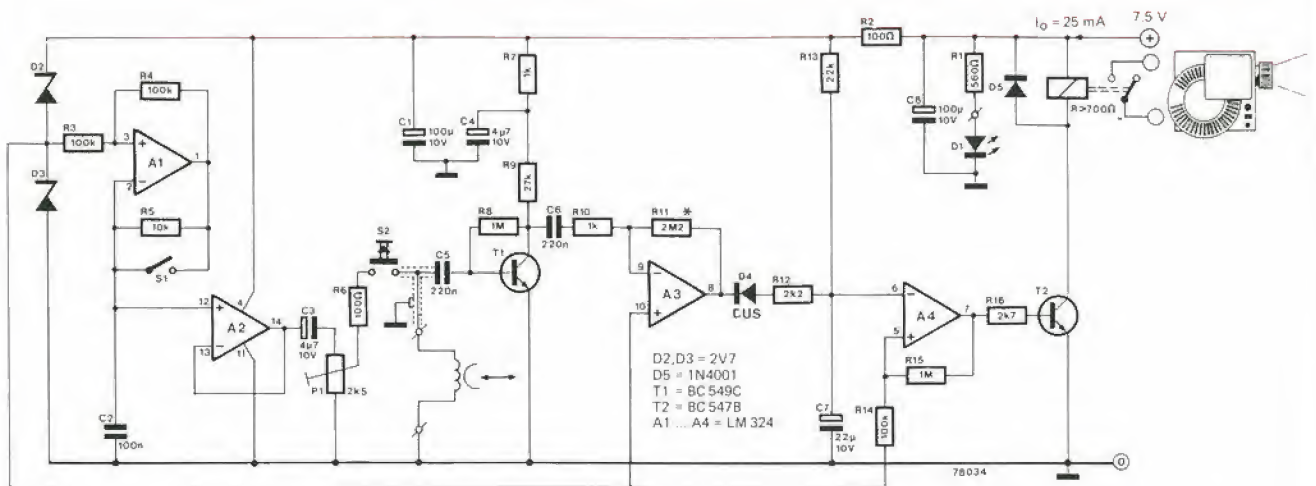 I₀ = 25 mA
7.5 V
+
R2
100Ω
R7
1k
R13
22k
R1
560Ω
D5
R>700Ω
D2
R4
100k
R3
100k
3
+
A1
1
2
−
C1
100µ
10V
C4
4µ7
10V
C8
100µ
10V
D1
R9
27k
D3
R5
10k
S1
R8
1M
C6
220n
R10
1k
R11 *
2M2
S2
C5
220n
T1
R6
100Ω
9
−
A3
8
10
+
D4
DUS
R12
2k2
6
−
A4
7
5
+
R16
2k7
T2
12
+
4
A2
14
13
−
11
C3
4µ7
10V
P1
2k5
D2,D3 = 2V7
D5 = 1N4001
T1 = BC 549C
T2 = BC 547B
A1 ... A4 = LM 324
R15
1M
R14
100k
C7
22µ
10V
C2
100n
78034
0